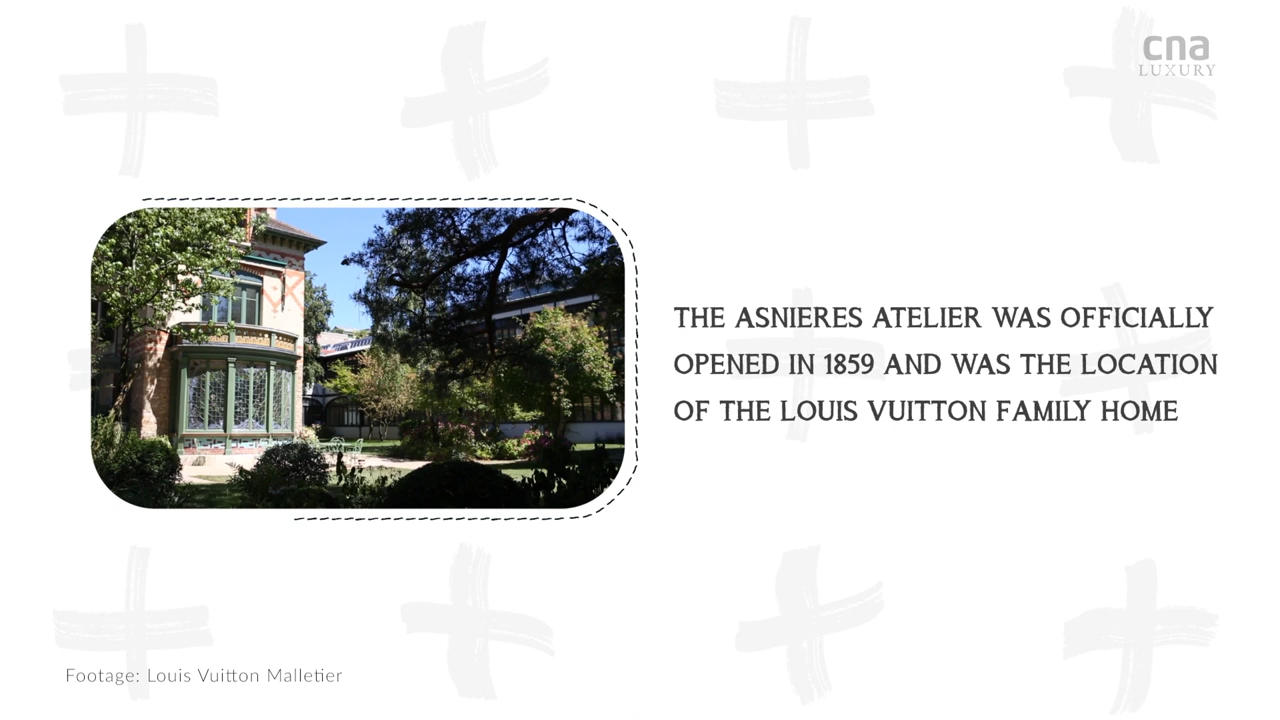 cna
LUXURY
THE ASNIERES ATELIER WAS OFFICIALLY
OPENED IN 1859 AND WAS THE LOCATION
OF THE LOUIS VUITTON FAMILY HOME
Footage: Louis Vuitton Malletier